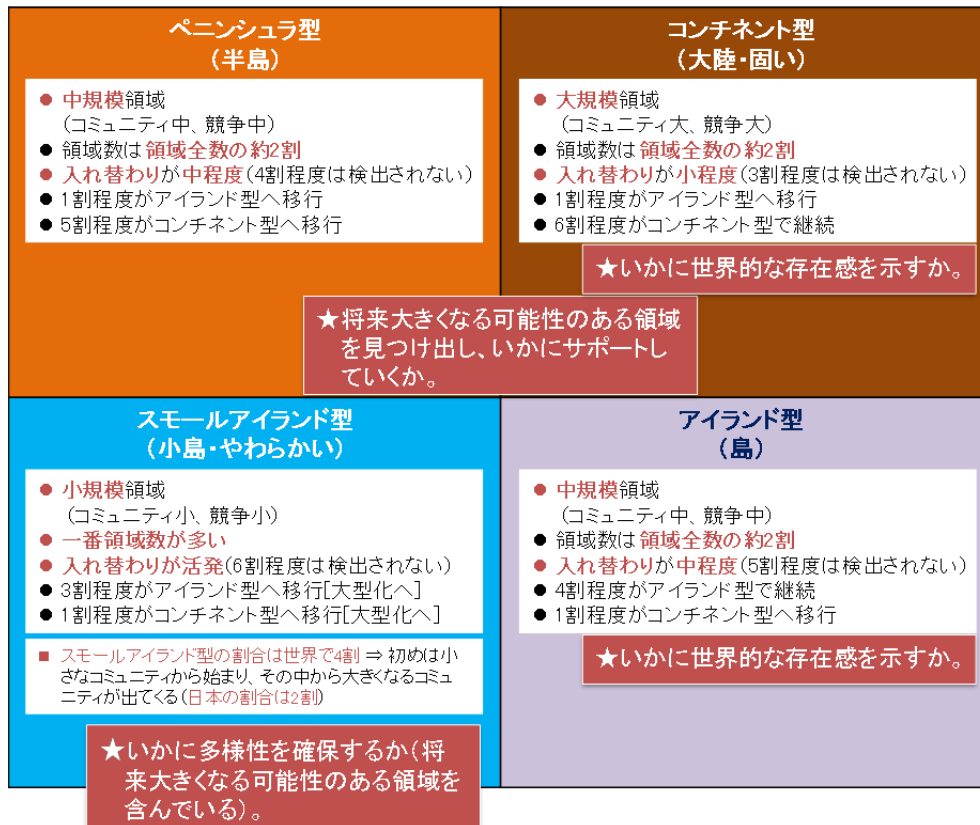 ペニンシュラ型
(半島)
● 中規模領域
(コミュニティ中、競争中)
● 領域数は領域全数の約2割
● 入れ替わりが中程度(4割程度は検出されない)
● 1割程度がアイランド型へ移行
● 5割程度がコンチネント型へ移行
コンチネント型
(大陸・固い)
● 大規模領域
(コミュニティ大、競争大)
● 領域数は領域全数の約2割
● 入れ替わりが小程度(3割程度は検出されない)
● 1割程度がアイランド型へ移行
● 6割程度がコンチネント型で継続
★いかに世界的な存在感を示すか。
★将来大きくなる可能性のある領域
を見つけ出し、いかにサポートし
ていくか。
スモールアイランド型
(小島・やわらかい)
● 小規模領域
(コミュニティ小、競争小)
● 一番領域数が多い
● 入れ替わりが活発(6割程度は検出されない)
● 3割程度がアイランド型へ移行[大型化へ]
● 1割程度がコンチネント型へ移行[大型化へ]
■ スモールアイランド型の割合は世界で4割 ⇒ 初めは小
さなコミュニティから始まり、その中から大きくなるコミュ
ニティが出てくる(日本の割合は2割)
★いかに多様性を確保するか(将
来大きくなる可能性のある領域を
含んでいる)。
アイランド型
(島)
● 中規模領域
(コミュニティ中、競争中)
● 領域数は領域全数の約2割
● 入れ替わりが中程度(5割程度は検出されない)
● 4割程度がアイランド型で継続
● 1割程度がコンチネント型へ移行
★いかに世界的な存在感を示すか。